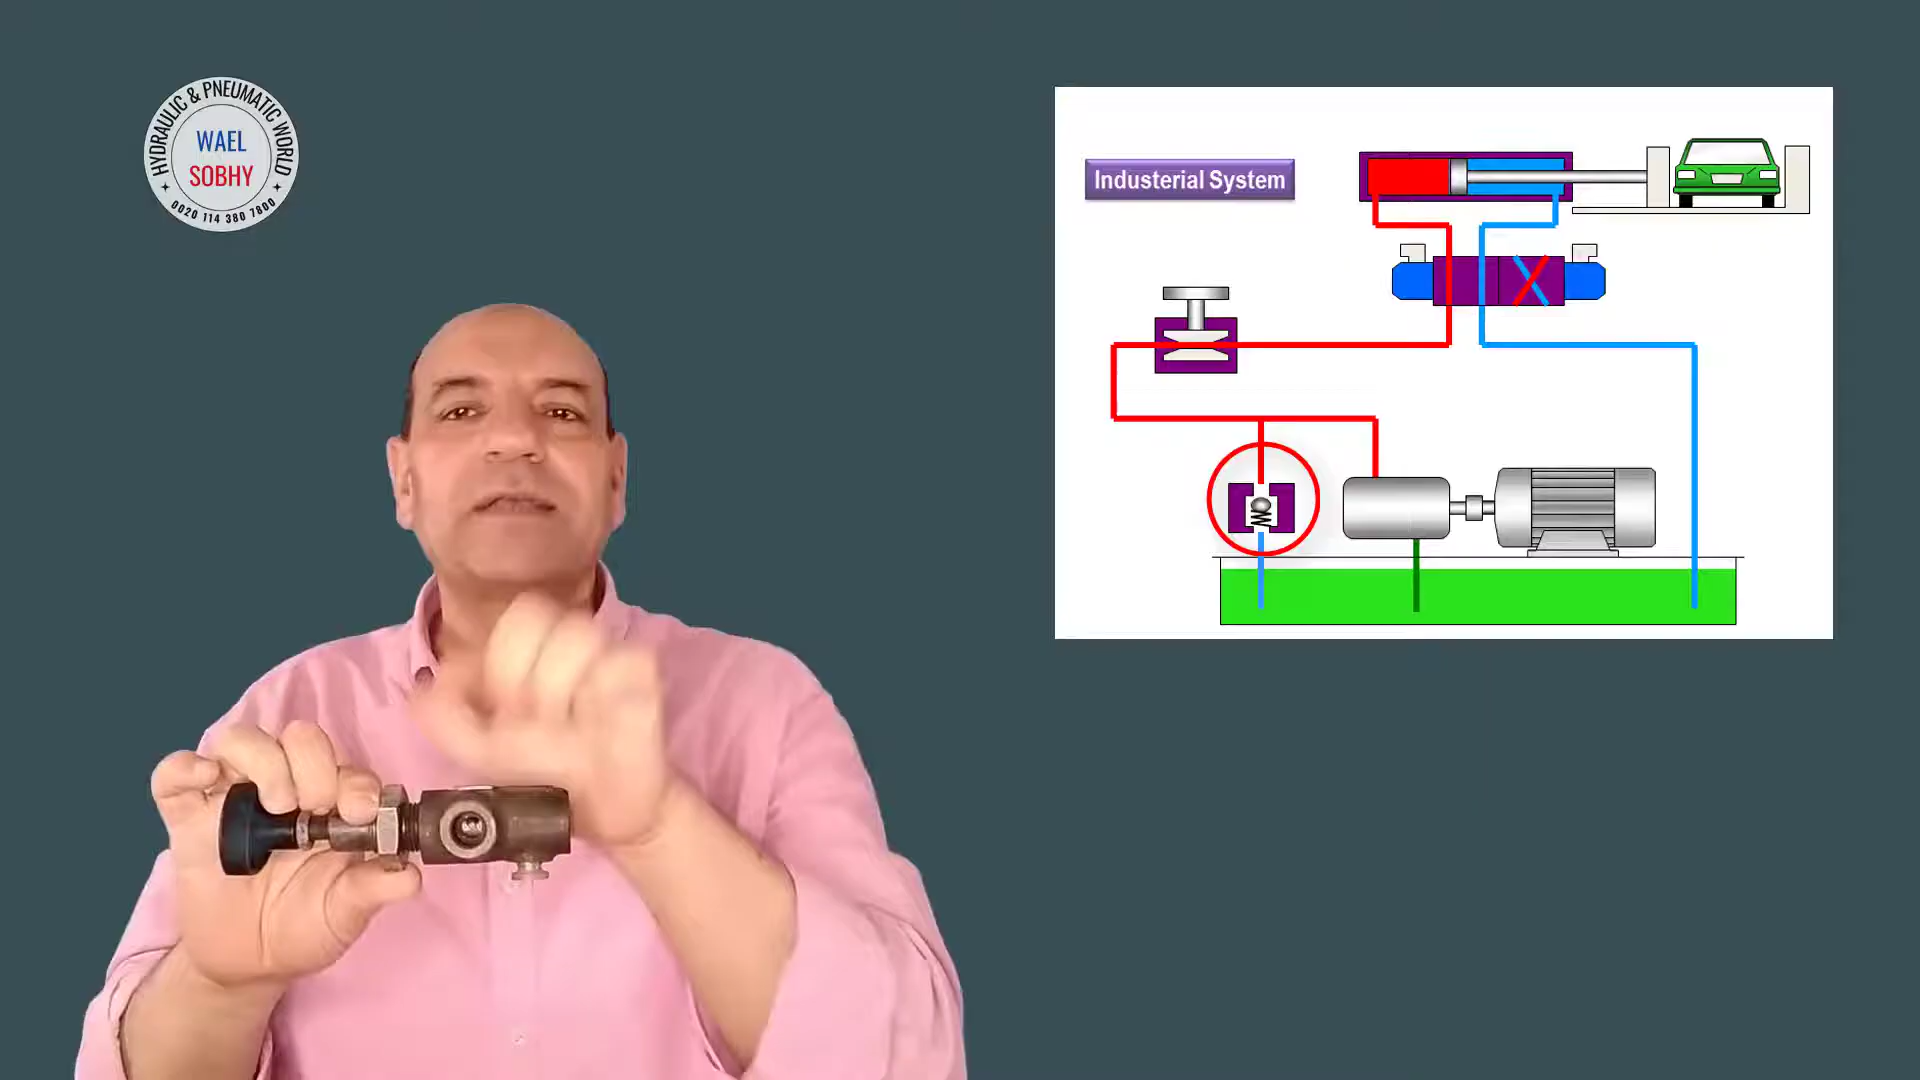 HYDRAULIC & PNEUMATIC WORLD
WAEL
SOBHY
0020 114 380 7800
Industerial System